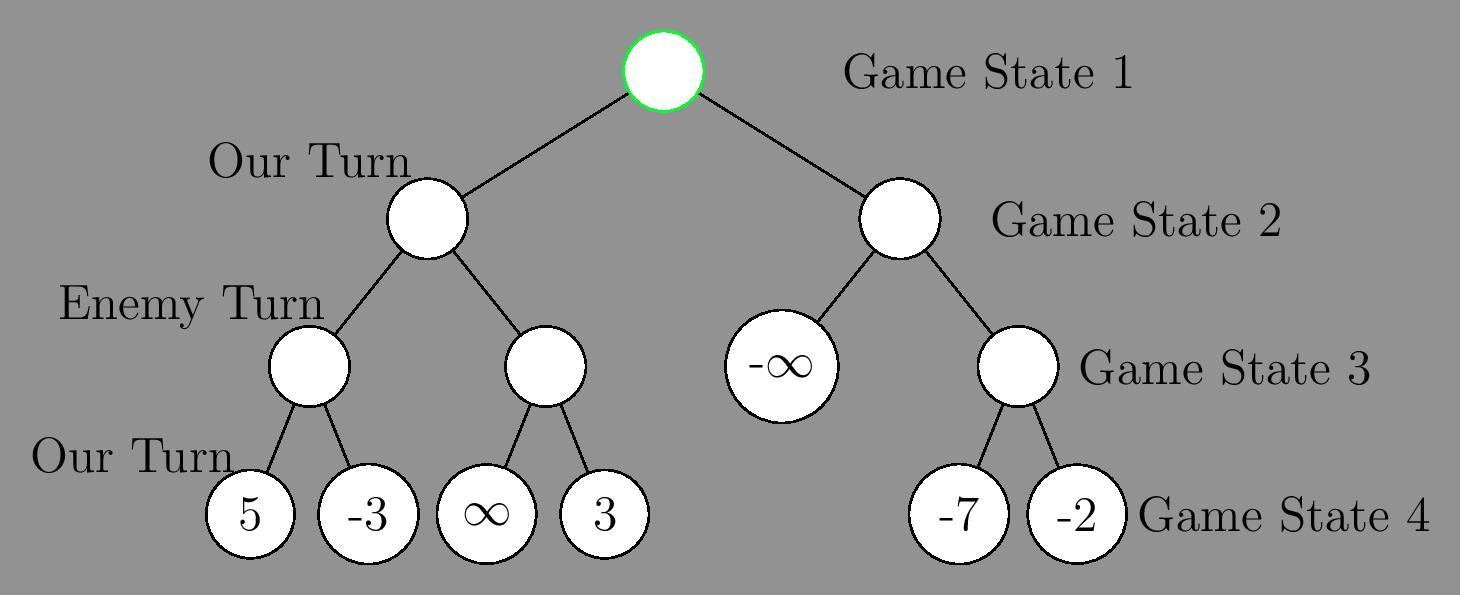 Game State 1
Our Turn
Game State 2
Enemy Turn
-∞
Game State 3
Our Turn
5
-3
∞
3
-7
-2
Game State 4